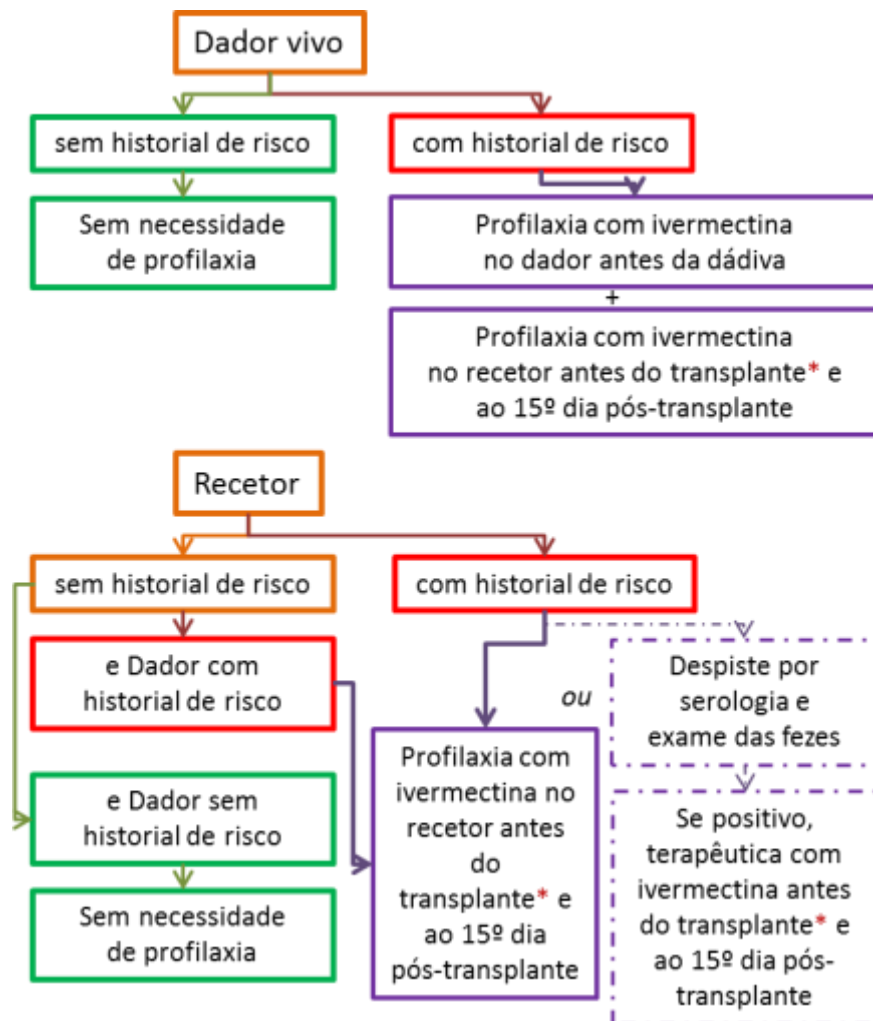 Dador vivo
sem historial de risco
com historial de risco
Sem necessidade
de profilaxia
Profilaxia com ivermectina
no dador antes da dádiva
+
Profilaxia com ivermectina
no recetor antes do transplante* e
ao 15º dia pós-transplante
Recetor
sem historial de risco
com historial de risco
e Dador com
historial de risco
e Dador sem
historial de risco
Sem necessidade
de profilaxia
Profilaxia com
ivermectina no
recetor antes
do
transplante* e
ao 15º dia
pós-transplante
ou
Despiste por
serologia e
exame das fezes
Se positivo,
terapêutica com
ivermectina antes
do transplante* e
ao 15º dia pós-
transplante